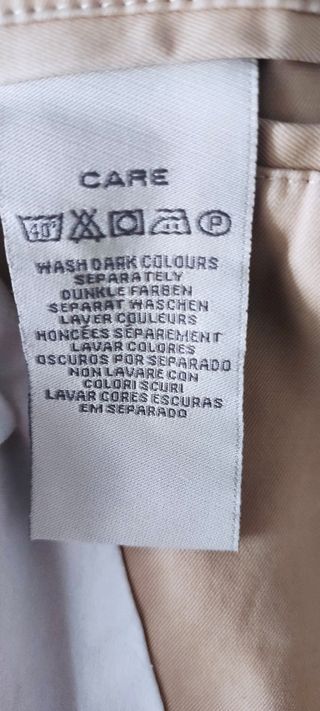 CARE
40° P
WASH DARK COLOURS
SEPARATELY
DUNKLE FARBEN
SEPARAT WASCHEN
LAVER COULEURS
HONCÉES SÉPAREMENT
LAVAR COLORES
OSCUROS POR SEPARADO
NON LAVARE CON
COLORI SCURI
LAVAR CORES ESCURAS
EM SEPARADO